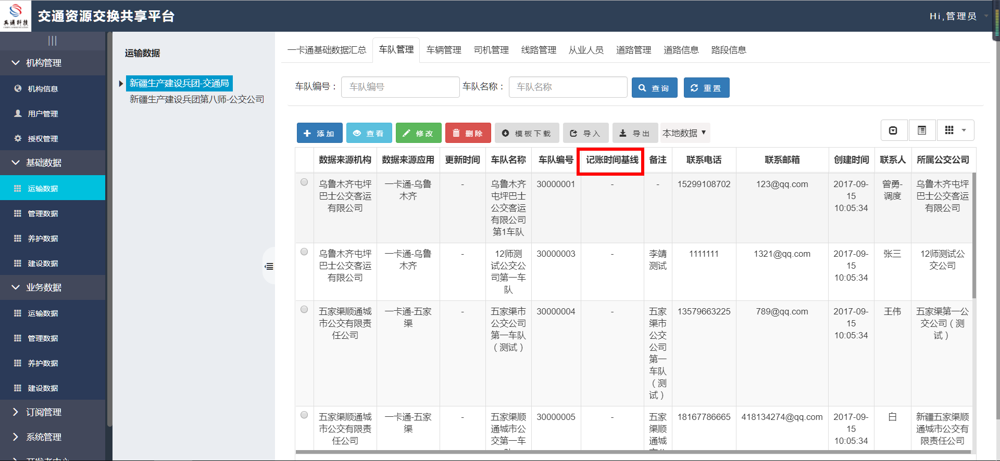 兵通科技
交通资源交换共享平台
Hi,管理员
机构管理
机构信息
用户管理
授权管理
基础数据
运输数据
管理数据
养护数据
建设数据
业务数据
运输数据
管理数据
养护数据
建设数据
订阅管理
系统管理
开发者中心
运输数据
新疆生产建设兵团-交通局
新疆生产建设兵团第八师-公交公司
一卡通基础数据汇总 车队管理 车辆管理 司机管理 线路管理 从业人员 道路管理 道路信息 路段信息
车队编号： 车队编号 车队名称： 车队名称 查询 重置
添加 查看 修改 删除 模板下载 导入 导出 本地数据
数据来源机构 数据来源应用 更新时间 车队名称 车队编号 记账时间基线 备注 联系电话 联系邮箱 创建时间 联系人 所属公交公司
乌鲁木齐屯坪 一卡通-乌鲁 - 乌鲁木齐 30000001 - - 15299108702 123@qq.com 2017-09- 曾勇- 乌鲁木齐屯坪
巴士公交客运 木齐 屯坪巴士 15 调度 巴士公交客运
有限公司 公交客运 10:05:34 有限公司
有限公司
第1车队
乌鲁木齐屯坪 一卡通-乌鲁 - 12师测 30000003 - 李靖 1111111 1321@qq.com 2017-09- 张三 12师测试公
巴士公交客运 木齐 试公交公 测试 15 交公司
有限公司 司第一车 10:05:34
队
五家渠顺通城 一卡通-五家 - 五家渠市 30000004 - 五家 13579663225 789@qq.com 2017-09- 王伟 五家渠第一公
市公交有限责 渠 公交公司 渠市 15 交公司（测
任公司 第一车队 公交 10:05:34 试）
（测试） 公司
第一
车队
（测
试）
五家渠顺通城 一卡通-五家 - 五家渠顺 30000005 - 五家 18167786665 418134274@qq.com 2017-09- 白 新疆五家渠顺
市公交有限责 渠 通城市公 渠顺 15 通城市公交有
任公司 交第一车 通城 10:05:34 限责任公司